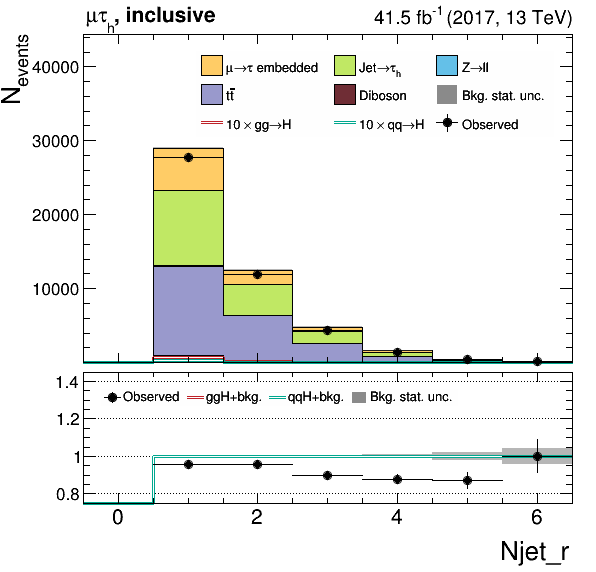 μτh, inclusive 41.5 fb⁻¹ (2017, 13 TeV)
Nevents
40000
30000
20000
10000
μ→τ embedded Jet→τh Z→ll
tt̄ Diboson Bkg. stat. unc.
10 × gg→H 10 × qq→H Observed
1.4
1.2
1
0.8
Observed ggH+bkg. qqH+bkg. Bkg. stat. unc.
0 2 4 6
Njet_r